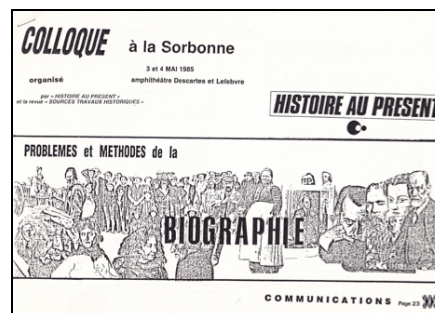 COLLOQUE à la Sorbonne
3 et 4 MAI 1985
organisé amphithéâtre Descartes et Lefebvre
par « HISTOIRE AU PRESENT »
et la revue « SOURCES TRAVAUX HISTORIQUES »
HISTOIRE AU PRESENT
PROBLEMES et METHODES de la
BIOGRAPHIE
COMMUNICATIONS Page 23